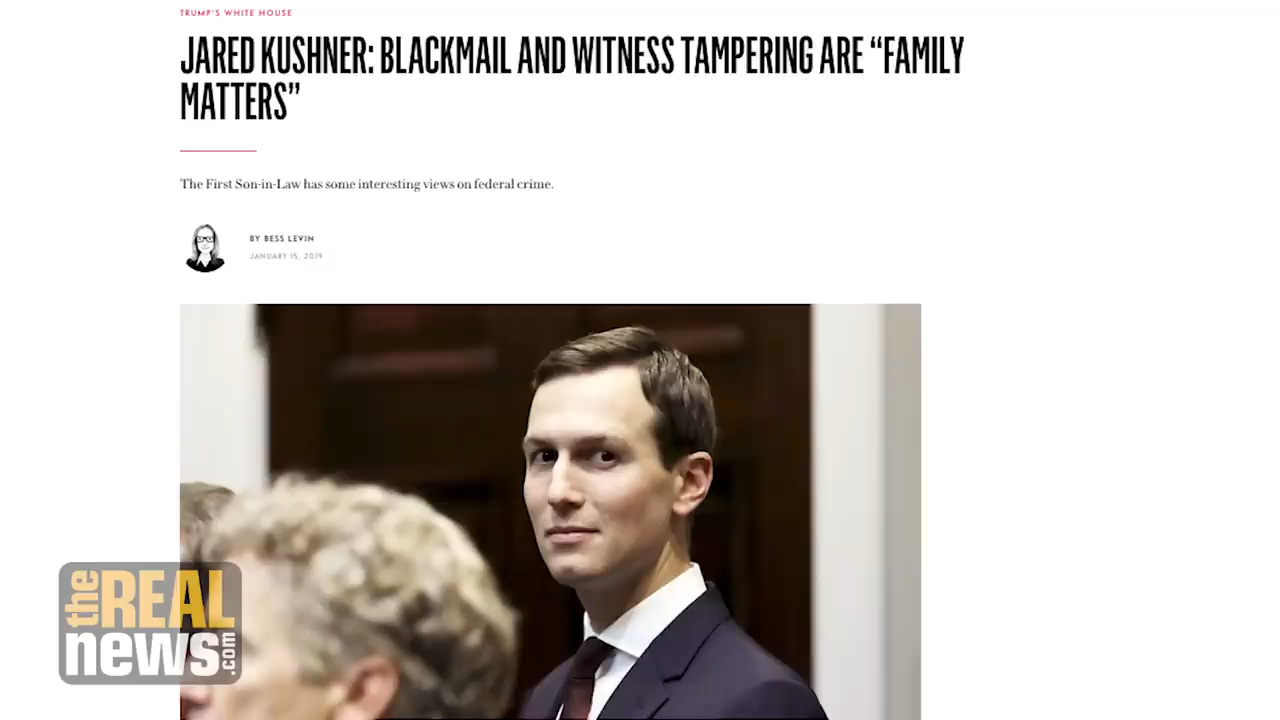 TRUMP'S WHITE HOUSE
JARED KUSHNER: BLACKMAIL AND WITNESS TAMPERING ARE “FAMILY
MATTERS”
The First Son-in-Law has some interesting views on federal crime.
BY BESS LEVIN
JANUARY 15, 2019
the REAL
news.com